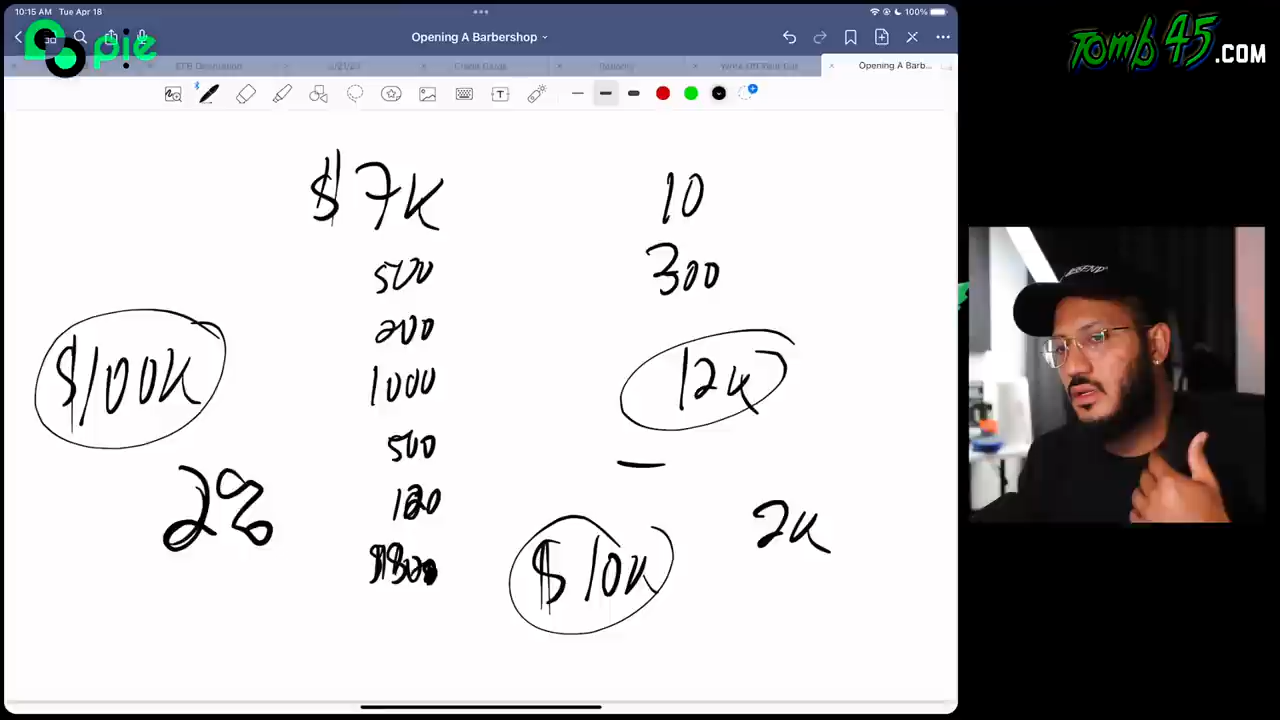 10:15 AM Tue Apr 18
100%
pie
Opening A Barbershop
Opening A Barb...
TOMB45.COM
$7K
500
200
1000
500
120
$100K
2%
10
300
12K
$10K
2K